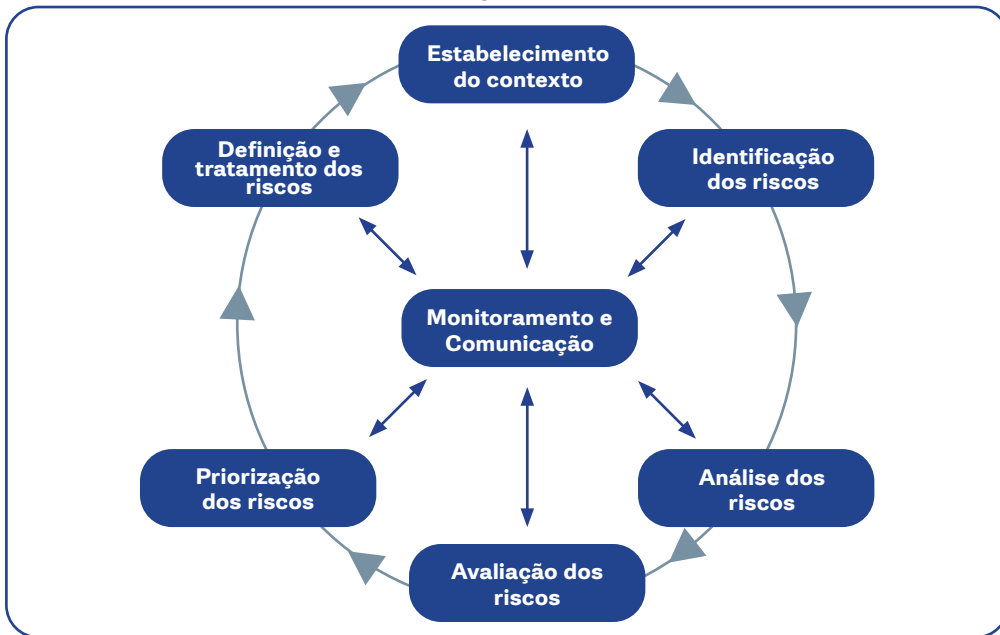 Estabelecimento
do contexto
Definição e
tratamento dos
riscos
Identificação
dos riscos
Monitoramento e
Comunicação
Priorização
dos riscos
Análise dos
riscos
Avaliação dos
riscos